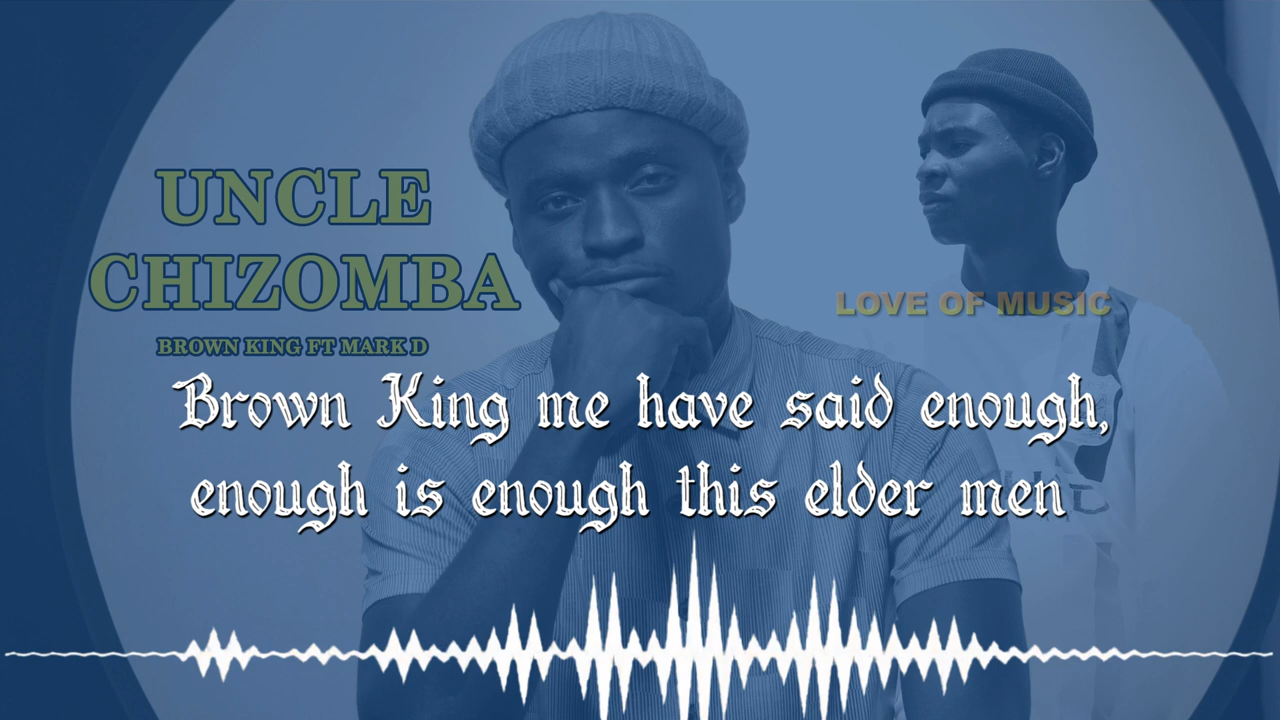 UNCLE
CHIZOMBA
BROWN KING FT MARK D
LOVE OF MUSIC
Brown King me have said enough,
enough is enough this elder men